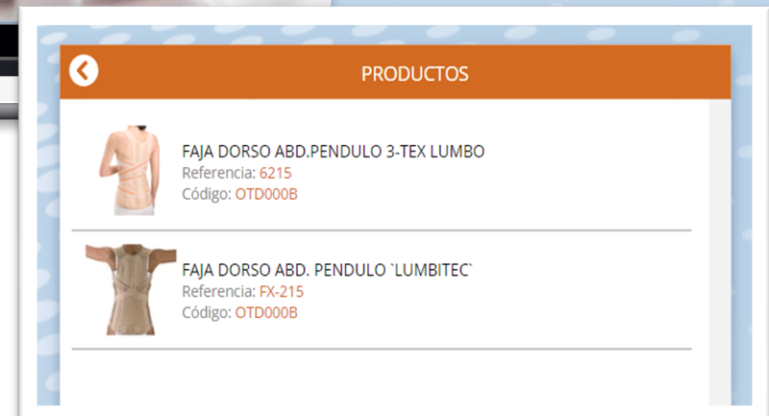 PRODUCTOS
FAJA DORSO ABD.PENDULO 3-TEX LUMBO
Referencia: 6215
Código: OTD000B
FAJA DORSO ABD. PENDULO `LUMBITEC`
Referencia: FX-215
Código: OTD000B